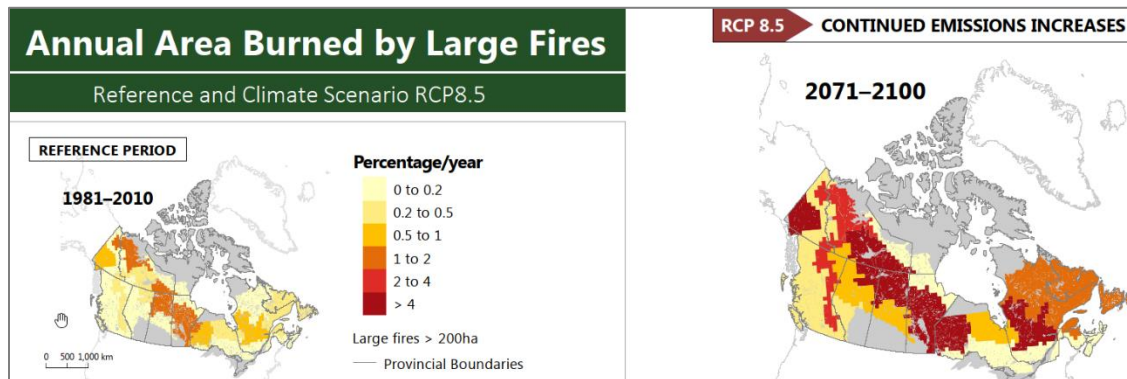 Annual Area Burned by Large Fires
Reference and Climate Scenario RCP8.5
REFERENCE PERIOD
1981–2010
0 500 1,000 km
Percentage/year
0 to 0.2
0.2 to 0.5
0.5 to 1
1 to 2
2 to 4
> 4
Large fires > 200ha
Provincial Boundaries
RCP 8.5 CONTINUED EMISSIONS INCREASES
2071–2100